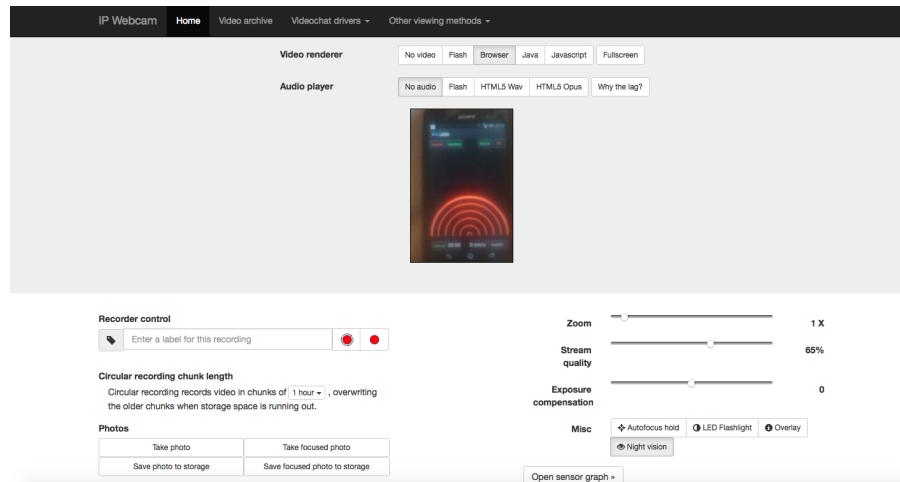 IP Webcam Home Video archive Videochat drivers Other viewing methods
Video renderer No video Flash Browser Java Javascript Fullscreen
Audio player No audio Flash HTML5 Wav HTML5 Opus Why the lag?
SONY
Recorder control
Enter a label for this recording
Circular recording chunk length
Circular recording records video in chunks of 1 hour , overwriting
the older chunks when storage space is running out.
Photos
Take photo Take focused photo
Save photo to storage Save focused photo to storage
Zoom 1 X
Stream quality 65%
Exposure compensation 0
Misc Autofocus hold LED Flashlight Overlay
Night vision
Open sensor graph »